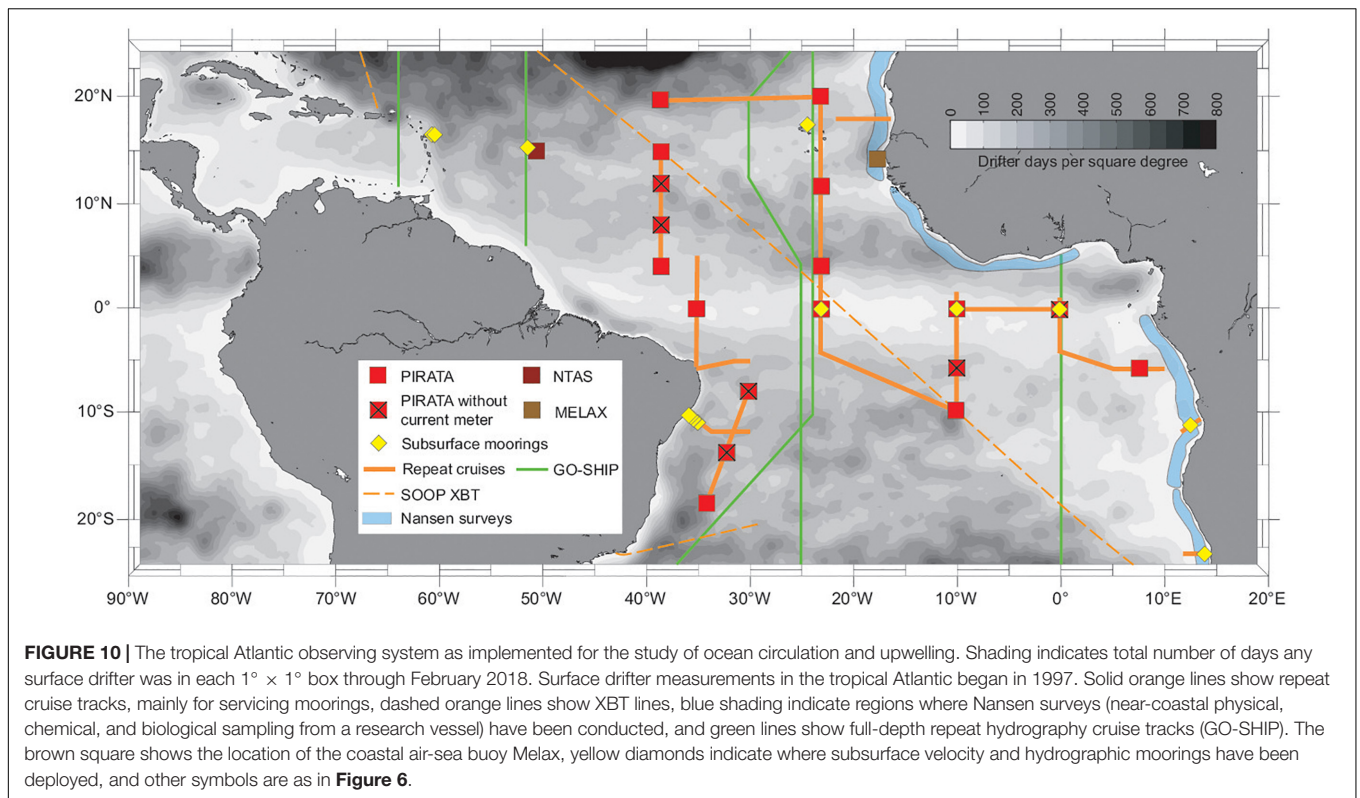 20°N
10°N
0°
10°S
20°S
90°W
80°W
70°W
60°W
50°W
40°W
30°W
20°W
10°W
0°
10°E
20°E
0
100
200
300
400
500
600
700
800
Drifter days per square degree
PIRATA
NTAS
PIRATA without
current meter
MELAX
Subsurface moorings
Repeat cruises
GO-SHIP
SOOP XBT
Nansen surveys
FIGURE 10 | The tropical Atlantic observing system as implemented for the study of ocean circulation and upwelling. Shading indicates total number of days any
surface drifter was in each 1° × 1° box through February 2018. Surface drifter measurements in the tropical Atlantic began in 1997. Solid orange lines show repeat
cruise tracks, mainly for servicing moorings, dashed orange lines show XBT lines, blue shading indicate regions where Nansen surveys (near-coastal physical,
chemical, and biological sampling from a research vessel) have been conducted, and green lines show full-depth repeat hydrography cruise tracks (GO-SHIP). The
brown square shows the location of the coastal air-sea buoy Melax, yellow diamonds indicate where subsurface velocity and hydrographic moorings have been
deployed, and other symbols are as in Figure 6.